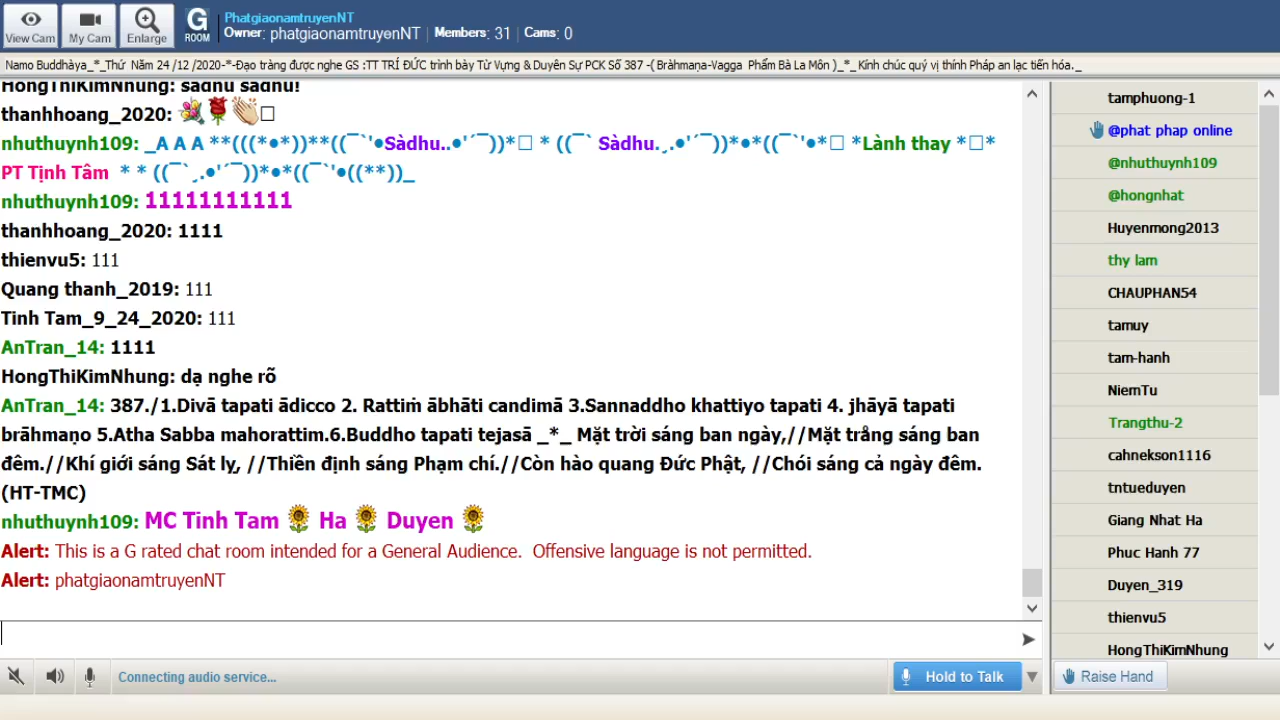 View Cam
My Cam
Enlarge
G
ROOM
PhatgiaonamtruyenNT
Owner: phatgiaonamtruyenNT | Members: 31 | Cams: 0
Namo Buddhàya_*_Thứ Năm 24 /12 /2020-*-Đạo tràng được nghe GS :TT TRÍ ĐỨC trình bày Từ Vựng & Duyên Sự PCK Số 387 -( Bràhmaṇa-Vagga Phẩm Bà La Môn )_*_ Kính chúc quý vị thính Pháp an lạc tiến hóa._
HongThiKimNhung: sadhu sadhu!
thanhhoang_2020:
nhuthuynh109: _A A A **(((*•*))**((¯`'•Sàdhu..•'´¯))*□ * ((¯` Sàdhu.¸.•'´¯))*•*((¯`'•*□ *Lành thay *□*
PT Tịnh Tâm * * ((¯`¸.•'´¯))*•*((¯`'•((**))_
nhuthuynh109: 11111111111
thanhhoang_2020: 1111
thienvu5: 111
Quang thanh_2019: 111
Tinh Tam_9_24_2020: 111
AnTran_14: 1111
HongThiKimNhung: dạ nghe rõ
AnTran_14: 387./1.Divā tapati ādicco 2. Rattiṁ ābhāti candimā 3.Sannaddho khattiyo tapati 4. jhāyā tapati
brāhmaṇo 5.Atha Sabba mahorattim.6.Buddho tapati tejasā _*_ Mặt trời sáng ban ngày,//Mặt trẳng sáng ban
đêm.//Khí giới sáng Sát lỵ, //Thiền định sáng Phạm chí.//Còn hào quang Đức Phật, //Chói sáng cả ngày đêm.
(HT-TMC)
nhuthuynh109: MC Tinh Tam Ha Duyen
Alert: This is a G rated chat room intended for a General Audience. Offensive language is not permitted.
Alert: phatgiaonamtruyenNT
Connecting audio service...
Hold to Talk
tamphuong-1
@phat phap online
@nhuthuynh109
@hongnhat
Huyenmong2013
thy lam
CHAUPHAN54
tamuy
tam-hanh
NiemTu
Trangthu-2
cahnekson1116
tntueduyen
Giang Nhat Ha
Phuc Hanh 77
Duyen_319
thienvu5
HongThiKimNhung
Raise Hand